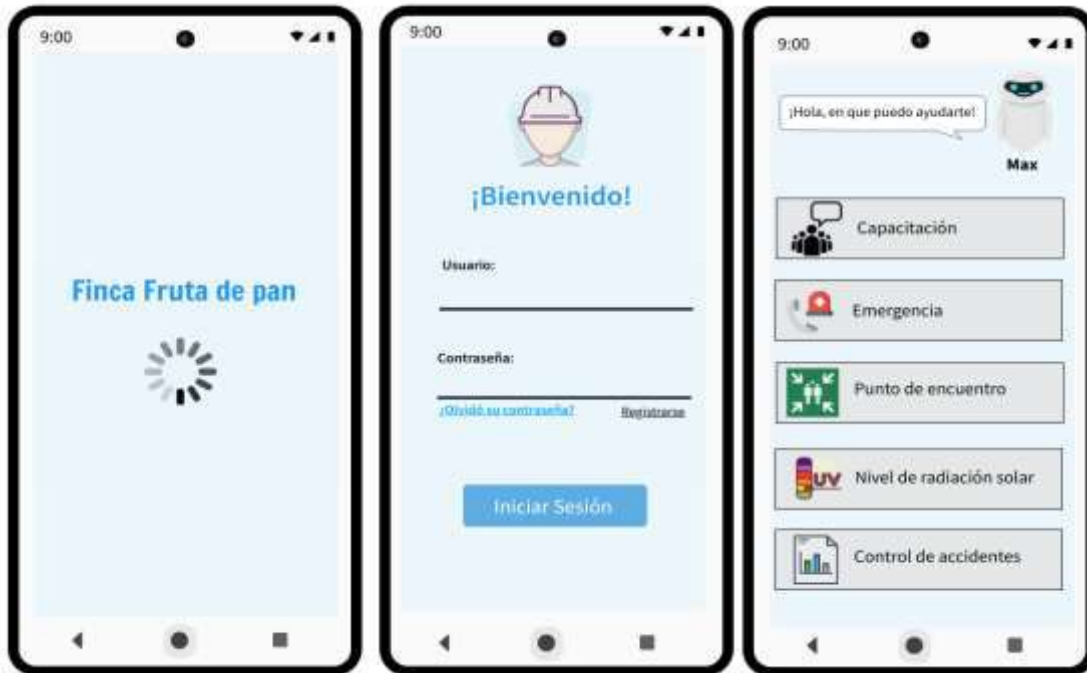 9:00
Finca Fruta de pan
9:00
¡Bienvenido!
Usuario:
Contraseña:
¿Olvidó su contraseña? Registrarse
Iniciar Sesión
9:00
¡Hola, en que puedo ayudarte!
Max
Capacitación
Emergencia
Punto de encuentro
UV
Nivel de radiación solar
Control de accidentes